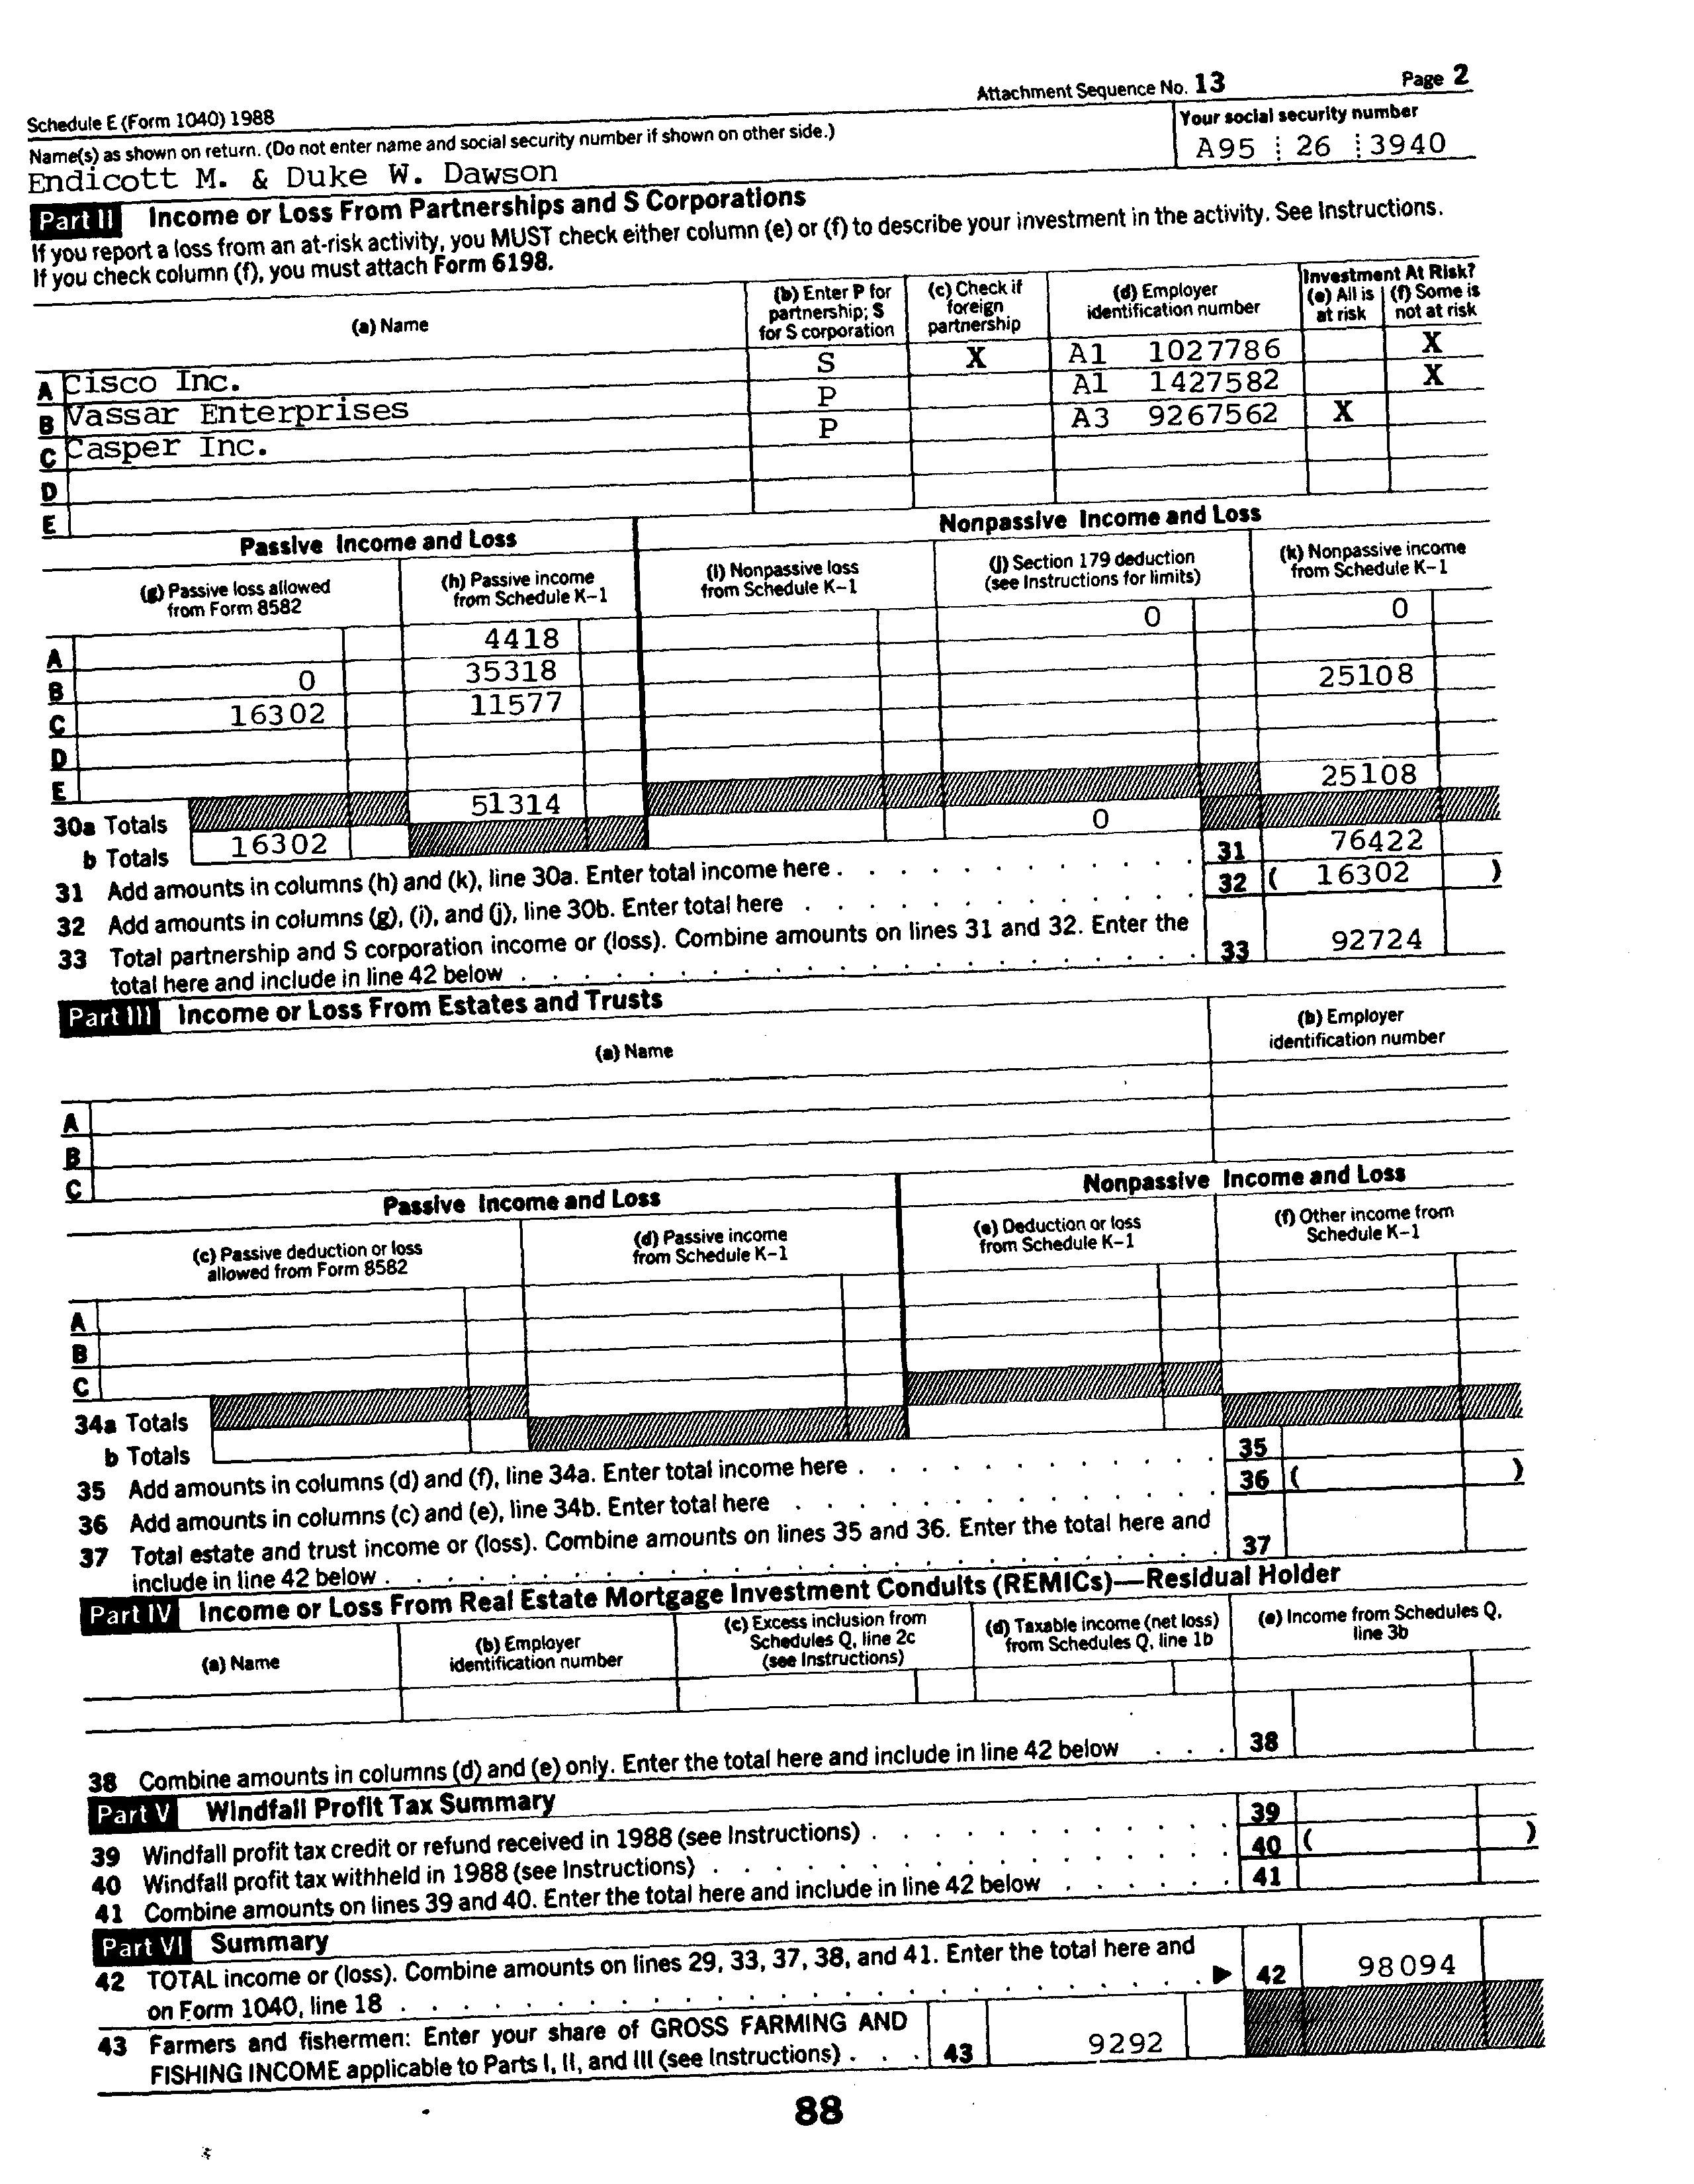 Attachment Sequence No. 13 Page 2
Schedule E (Form 1040) 1988
Name(s) as shown on return. (Do not enter name and social security number if shown on other side.) Your social security number
Endicott M. & Duke W. Dawson A95 26 3940
Part II Income or Loss From Partnerships and S Corporations
If you report a loss from an at-risk activity, you MUST check either column (e) or (f) to describe your investment in the activity. See Instructions.
If you check column (f), you must attach Form 6198.
(a) Name
(b) Enter P for
partnership; S
for S corporation
(c) Check if
foreign
partnership
(d) Employer
identification number
Investment At Risk?
(e) All is
at risk
(f) Some is
not at risk
A Cisco Inc. S X A1 1027786 X
B Vassar Enterprises P A1 1427582 X
C Casper Inc. P A3 9267562 X
D
E
Passive Income and Loss Nonpassive Income and Loss
(g) Passive loss allowed
from Form 8582
(h) Passive income
from Schedule K–1
(i) Nonpassive loss
from Schedule K–1
(j) Section 179 deduction
(see Instructions for limits)
(k) Nonpassive income
from Schedule K–1
A 4418 0 0
B 0 35318
C 16302 11577 25108
D
E
30a Totals 51314 25108
b Totals 16302 0
31 Add amounts in columns (h) and (k), line 30a. Enter total income here 31 76422
32 Add amounts in columns (g), (i), and (j), line 30b. Enter total here 32 ( 16302 )
33 Total partnership and S corporation income or (loss). Combine amounts on lines 31 and 32. Enter the
total here and include in line 42 below 33 92724
Part III Income or Loss From Estates and Trusts
(a) Name
(b) Employer
identification number
A
B
C
Passive Income and Loss Nonpassive Income and Loss
(c) Passive deduction or loss
allowed from Form 8582
(d) Passive income
from Schedule K–1
(e) Deduction or loss
from Schedule K–1
(f) Other income from
Schedule K–1
A
B
C
34a Totals
b Totals
35 Add amounts in columns (d) and (f), line 34a. Enter total income here 35
36 Add amounts in columns (c) and (e), line 34b. Enter total here 36 ( )
37 Total estate and trust income or (loss). Combine amounts on lines 35 and 36. Enter the total here and
include in line 42 below 37
Part IV Income or Loss From Real Estate Mortgage Investment Conduits (REMICs)—Residual Holder
(a) Name
(b) Employer
identification number
(c) Excess inclusion from
Schedules Q, line 2c
(see Instructions)
(d) Taxable income (net loss)
from Schedules Q, line 1b
(e) Income from Schedules Q,
line 3b
38 Combine amounts in columns (d) and (e) only. Enter the total here and include in line 42 below 38
Part V Windfall Profit Tax Summary
39 Windfall profit tax credit or refund received in 1988 (see Instructions) 39
40 Windfall profit tax withheld in 1988 (see Instructions) 40 ( )
41 Combine amounts on lines 39 and 40. Enter the total here and include in line 42 below 41
Part VI Summary
42 TOTAL income or (loss). Combine amounts on lines 29, 33, 37, 38, and 41. Enter the total here and
on Form 1040, line 18 ▶ 42 98094
43 Farmers and fishermen: Enter your share of GROSS FARMING AND
FISHING INCOME applicable to Parts I, II, and III (see Instructions) 43 9292
88